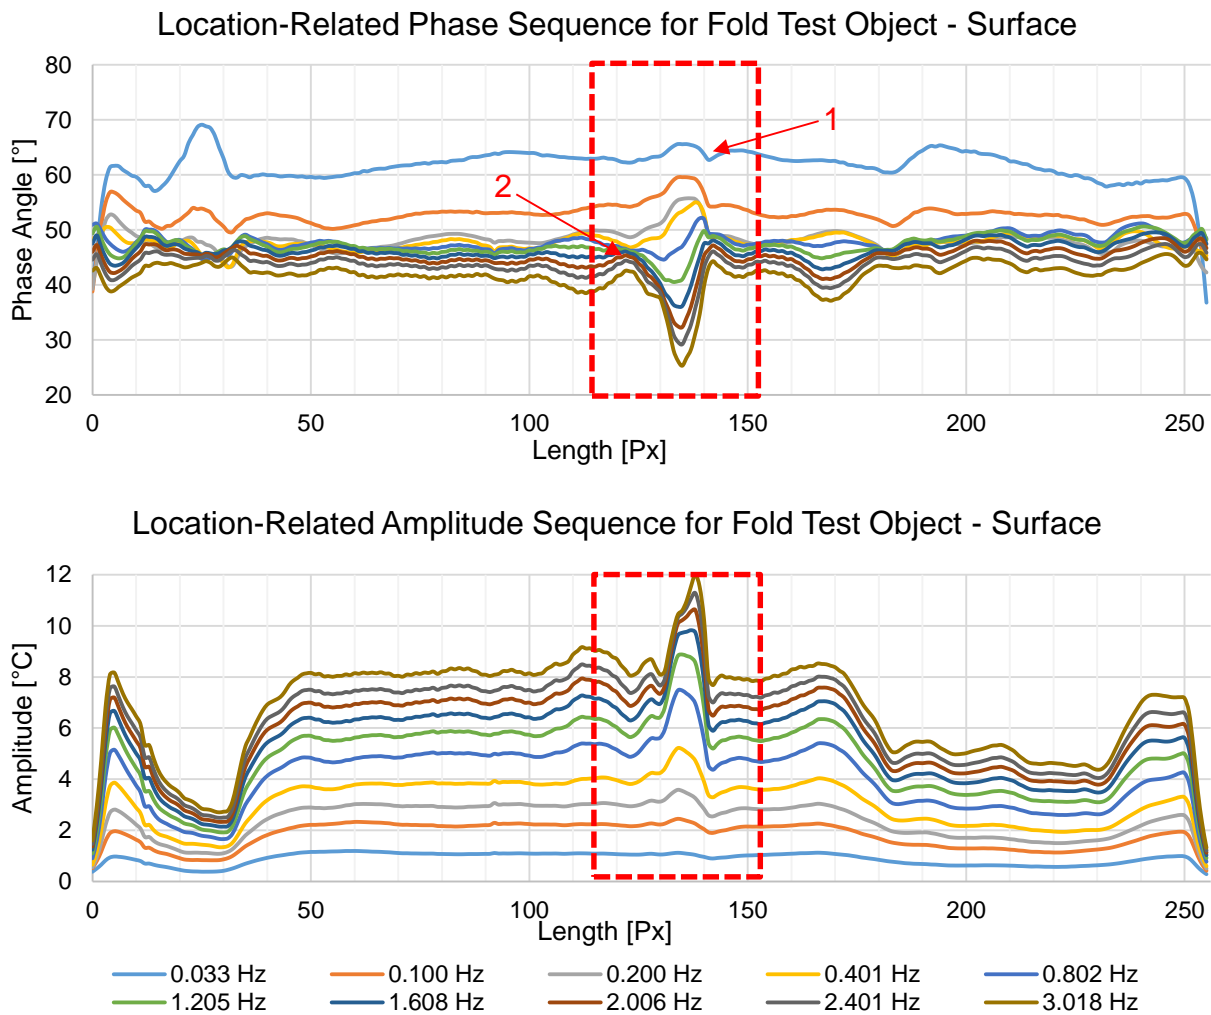 Location-Related Phase Sequence for Fold Test Object - Surface
80
70
60
50
40
30
20
Phase Angle [°]
1
2
0 50 100 150 200 250
Length [Px]
Location-Related Amplitude Sequence for Fold Test Object - Surface
12
10
8
6
4
2
0
Amplitude [°C]
0 50 100 150 200 250
Length [Px]
0.033 Hz 0.100 Hz 0.200 Hz 0.401 Hz 0.802 Hz
1.205 Hz 1.608 Hz 2.006 Hz 2.401 Hz 3.018 Hz